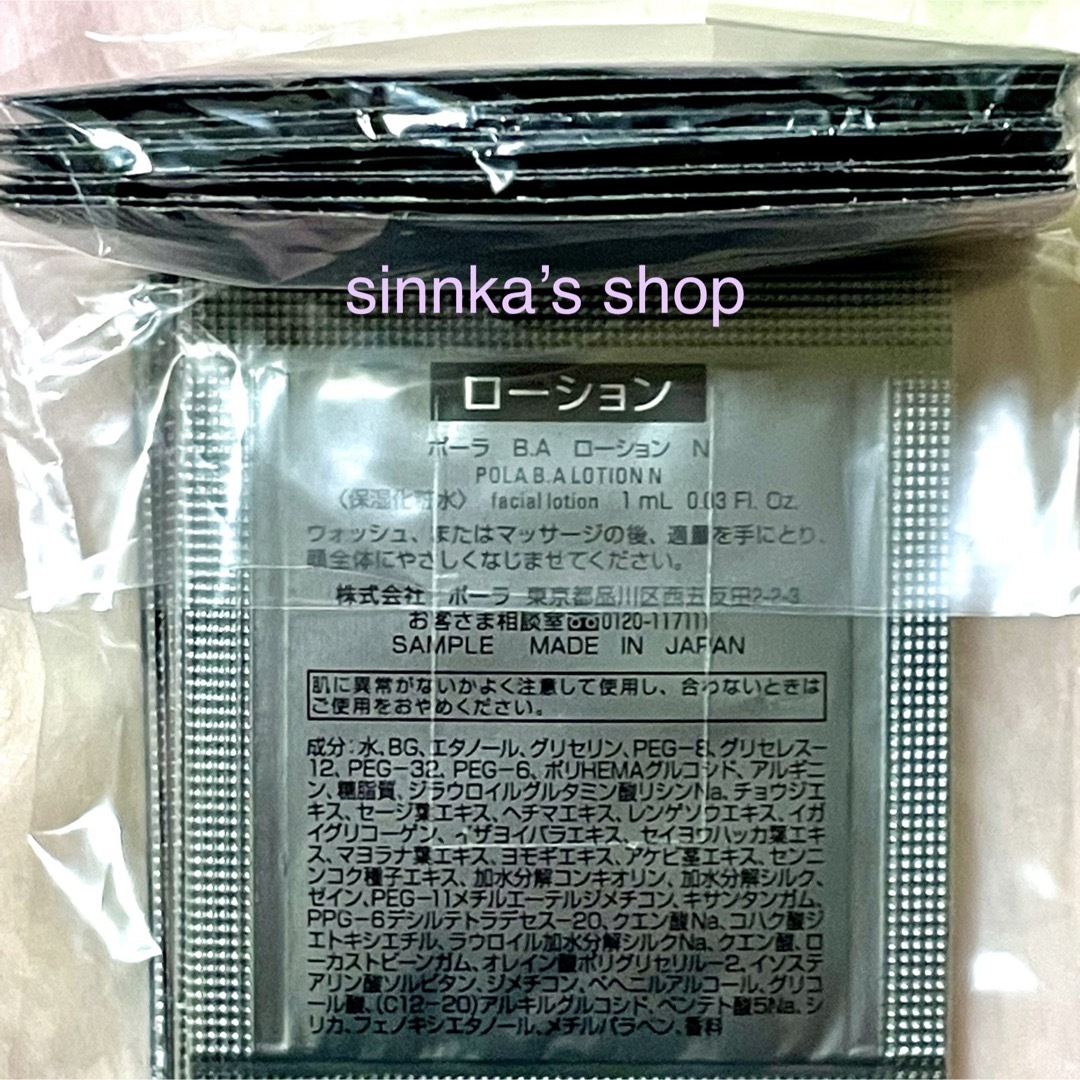 sinnka’s shop
ローション
ポーラ B.A ローション N
POLA B.A LOTION N
〈保湿化粧水〉 facial lotion 1 mL 0.03 Fl. Oz.
ウォッシュ、またはマッサージの後、適量を手にとり、
顔全体にやさしくなじませてください。
株式会社 ポーラ 東京都品川区西五反田2-2-3
お客さま相談室 0120-117111
SAMPLE MADE IN JAPAN
肌に異常がないかよく注意して使用し、合わないときは
ご使用をおやめください。
成分:水、BG、エタノール、グリセリン、PEG-8、グリセレス-
12、PEG-32、PEG-6、ポリHEMAグルコシド、アルギニ
ン、糖脂質、ジラウロイルグルタミン酸リシンNa、チョウジエ
キス、セージ葉エキス、ヘチマエキス、レンゲソウエキス、イガ
イグリコーゲン、イザヨイバラエキス、セイヨウハッカ葉エキ
ス、マヨラナ葉エキス、ヨモギエキス、アケビ茎エキス、センニ
ンコク種子エキス、加水分解コンキオリン、加水分解シルク、
ゼイン、PEG-11メチルエーテルジメチコン、キサンタンガム、
PPG-6デシルテトラデセス-20、クエン酸Na、コハク酸ジ
エトキシエチル、ラウロイル加水分解シルクNa、クエン酸、ロ
ーカストビーンガム、オレイン酸ポリグリセリル-2、イソステ
アリン酸ソルビタン、ジメチコン、ベヘニルアルコール、グリコ
ール酸、(C12-20)アルキルグルコシド、ペンテト酸5Na、シ
リカ、フェノキシエタノール、メチルパラベン、香料